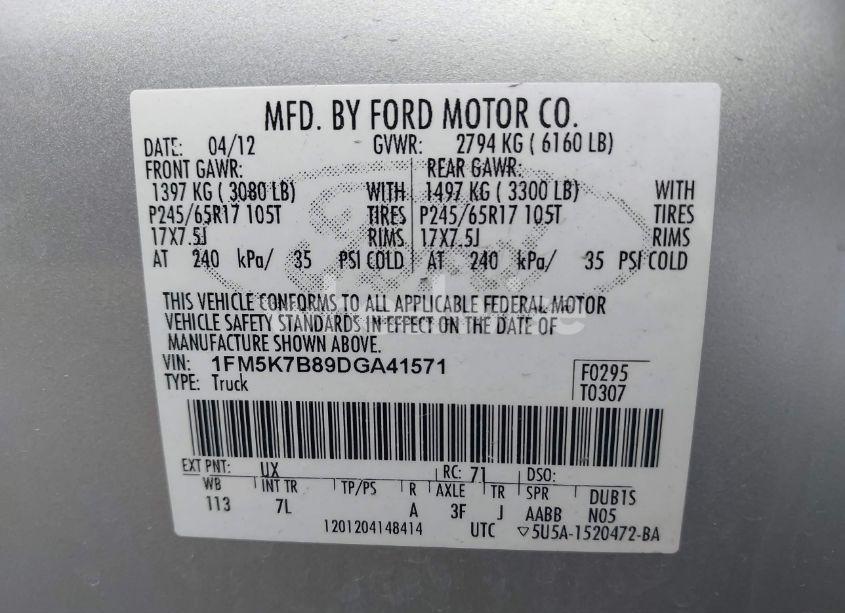 MFD. BY FORD MOTOR CO.
DATE: 04/12 GVWR: 2794 KG ( 6160 LB)
FRONT GAWR: REAR GAWR:
1397 KG ( 3080 LB) WITH 1497 KG ( 3300 LB) WITH
P245/65R17 105T TIRES P245/65R17 105T TIRES
17X7.5J RIMS 17X7.5J RIMS
AT 240 kPa/ 35 PSI COLD AT 240 kPa/ 35 PSI COLD
THIS VEHICLE CONFORMS TO ALL APPLICABLE FEDERAL MOTOR
VEHICLE SAFETY STANDARDS IN EFFECT ON THE DATE OF
MANUFACTURE SHOWN ABOVE.
VIN: 1FM5K7B89DGA41571 F0295
TYPE: Truck T0307
EXT PNT: UX RC: 71 DSO:
WB INT TR TP/PS R AXLE TR SPR DUB1S
113 7L A 3F J AABB N05
1201204148414 UTC ▽5U5A-1520472-BA